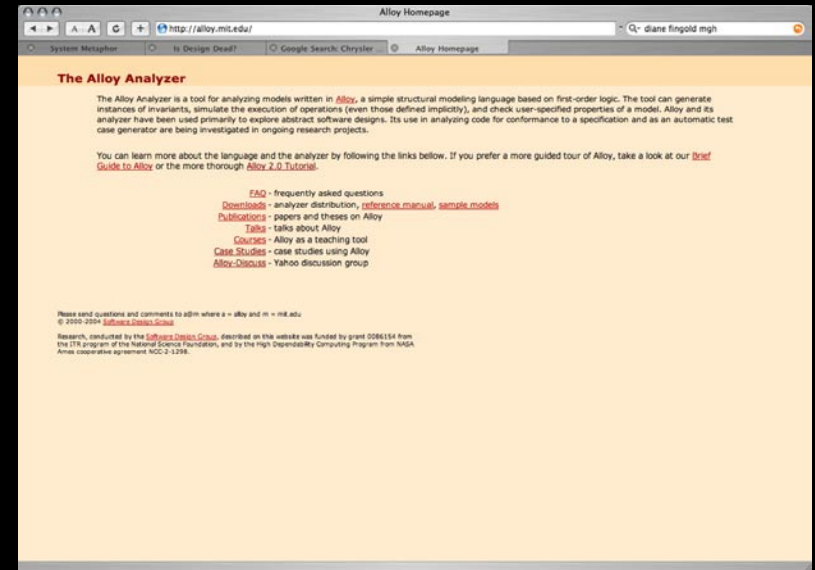 Alloy Homepage
A A C + http://alloy.mit.edu/ Q- diane fingold mgh
System Metaphor Is Design Dead? Google Search: Chrysler ... Alloy Homepage
The Alloy Analyzer
The Alloy Analyzer is a tool for analyzing models written in Alloy, a simple structural modeling language based on first-order logic. The tool can generate
instances of invariants, simulate the execution of operations (even those defined implicitly), and check user-specified properties of a model. Alloy and its
analyzer have been used primarily to explore abstract software designs. Its use in analyzing code for conformance to a specification and as an automatic test
case generator are being investigated in ongoing research projects.
You can learn more about the language and the analyzer by following the links bellow. If you prefer a more guided tour of Alloy, take a look at our Brief
Guide to Alloy or the more thorough Alloy 2.0 Tutorial.
FAQ - frequently asked questions
Downloads - analyzer distribution, reference manual, sample models
Publications - papers and theses on Alloy
Talks - talks about Alloy
Courses - Alloy as a teaching tool
Case Studies - case studies using Alloy
Alloy-Discuss - Yahoo discussion group
Please send questions and comments to a@m where a = alloy and m = mit.edu
© 2000-2004 Software Design Group
Research, conducted by the Software Design Group, described on this website was funded by grant 0086154 from
the ITR program of the National Science Foundation, and by the High Dependability Computing Program from NASA
Ames cooperative agreement NCC-2-1298.